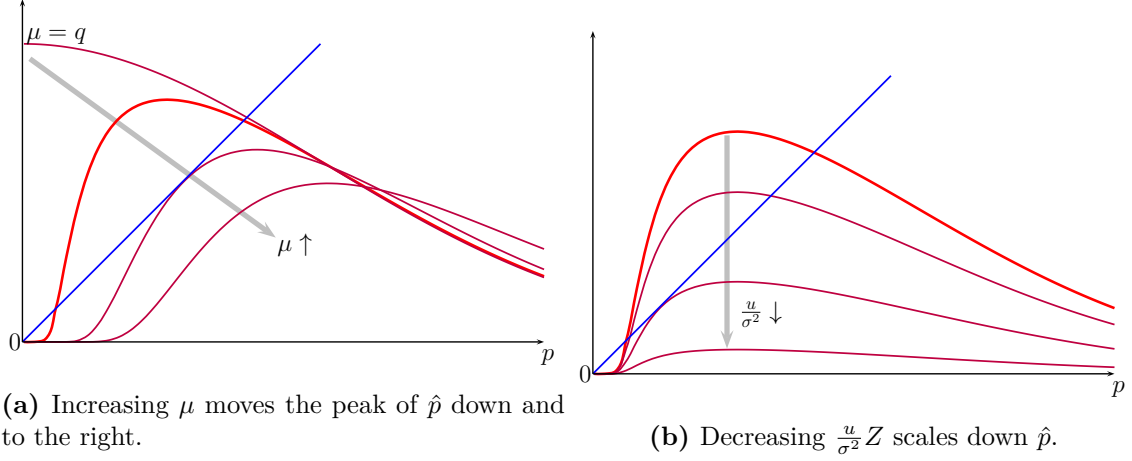 μ = q
μ ↑
0
p
(a) Increasing μ moves the peak of p̂ down and
to the right.
u/σ² ↓
0
p
(b) Decreasing u/σ² Z scales down p̂.